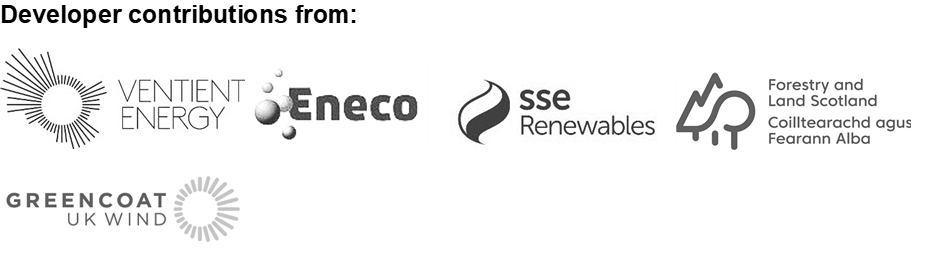 Developer contributions from:
VENTIENT
ENERGY
Eneco
sse
Renewables
Forestry and
Land Scotland
Coilltearachd agus
Fearann Alba
GREENCOAT
UK WIND